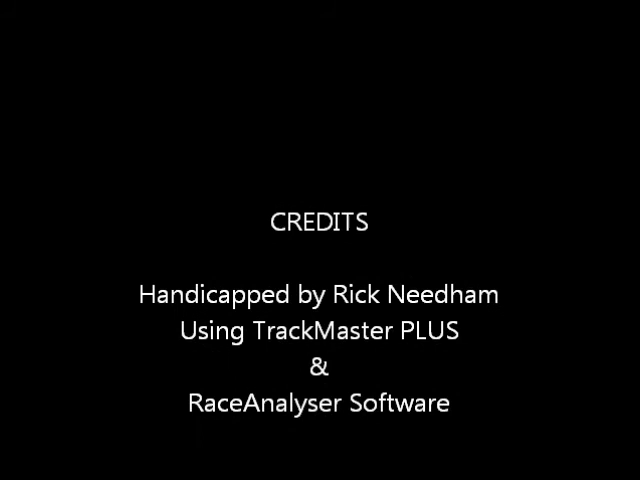 CREDITS
Handicapped by Rick Needham
Using TrackMaster PLUS
&
RaceAnalyser Software